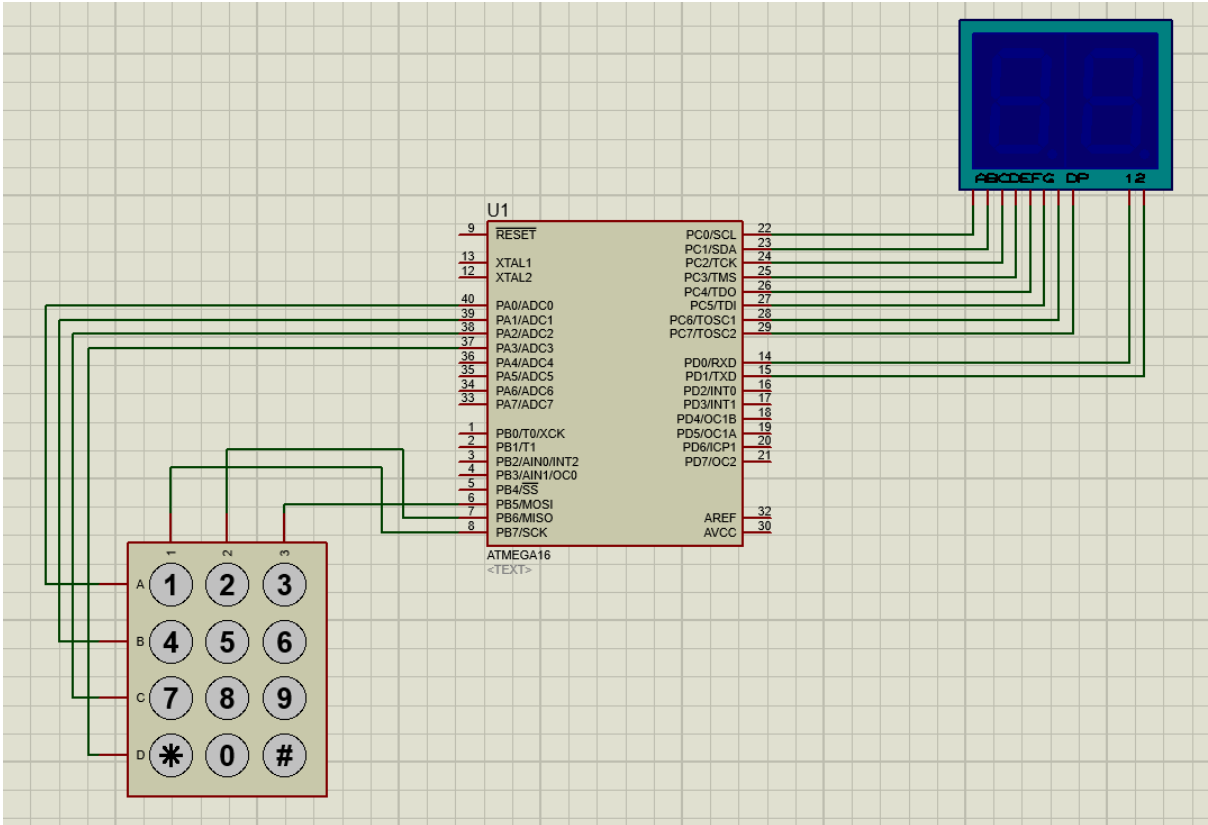 ABCDEFG DP 12
U1
9 RESET PC0/SCL 22
PC1/SDA 23
13 XTAL1 PC2/TCK 24
12 XTAL2 PC3/TMS 25
PC4/TDO 26
40 PA0/ADC0 PC5/TDI 27
39 PA1/ADC1 PC6/TOSC1 28
38 PA2/ADC2 PC7/TOSC2 29
37 PA3/ADC3
36 PA4/ADC4 PD0/RXD 14
35 PA5/ADC5 PD1/TXD 15
34 PA6/ADC6 PD2/INT0 16
33 PA7/ADC7 PD3/INT1 17
PD4/OC1B 18
1 PB0/T0/XCK PD5/OC1A 19
2 PB1/T1 PD6/ICP1 20
3 PB2/AIN0/INT2 PD7/OC2 21
4 PB3/AIN1/OC0
5 PB4/SS
6 PB5/MOSI
7 PB6/MISO AREF 32
8 PB7/SCK AVCC 30
ATMEGA16
<TEXT>
1 2 3
A 1 2 3
B 4 5 6
C 7 8 9
D * 0 #